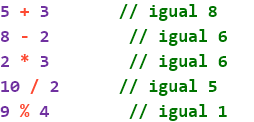 5 + 3       // igual 8
8 - 2        // igual 6
2 * 3        // igual 6
10 / 2      // igual 5
9 % 4        // igual 1